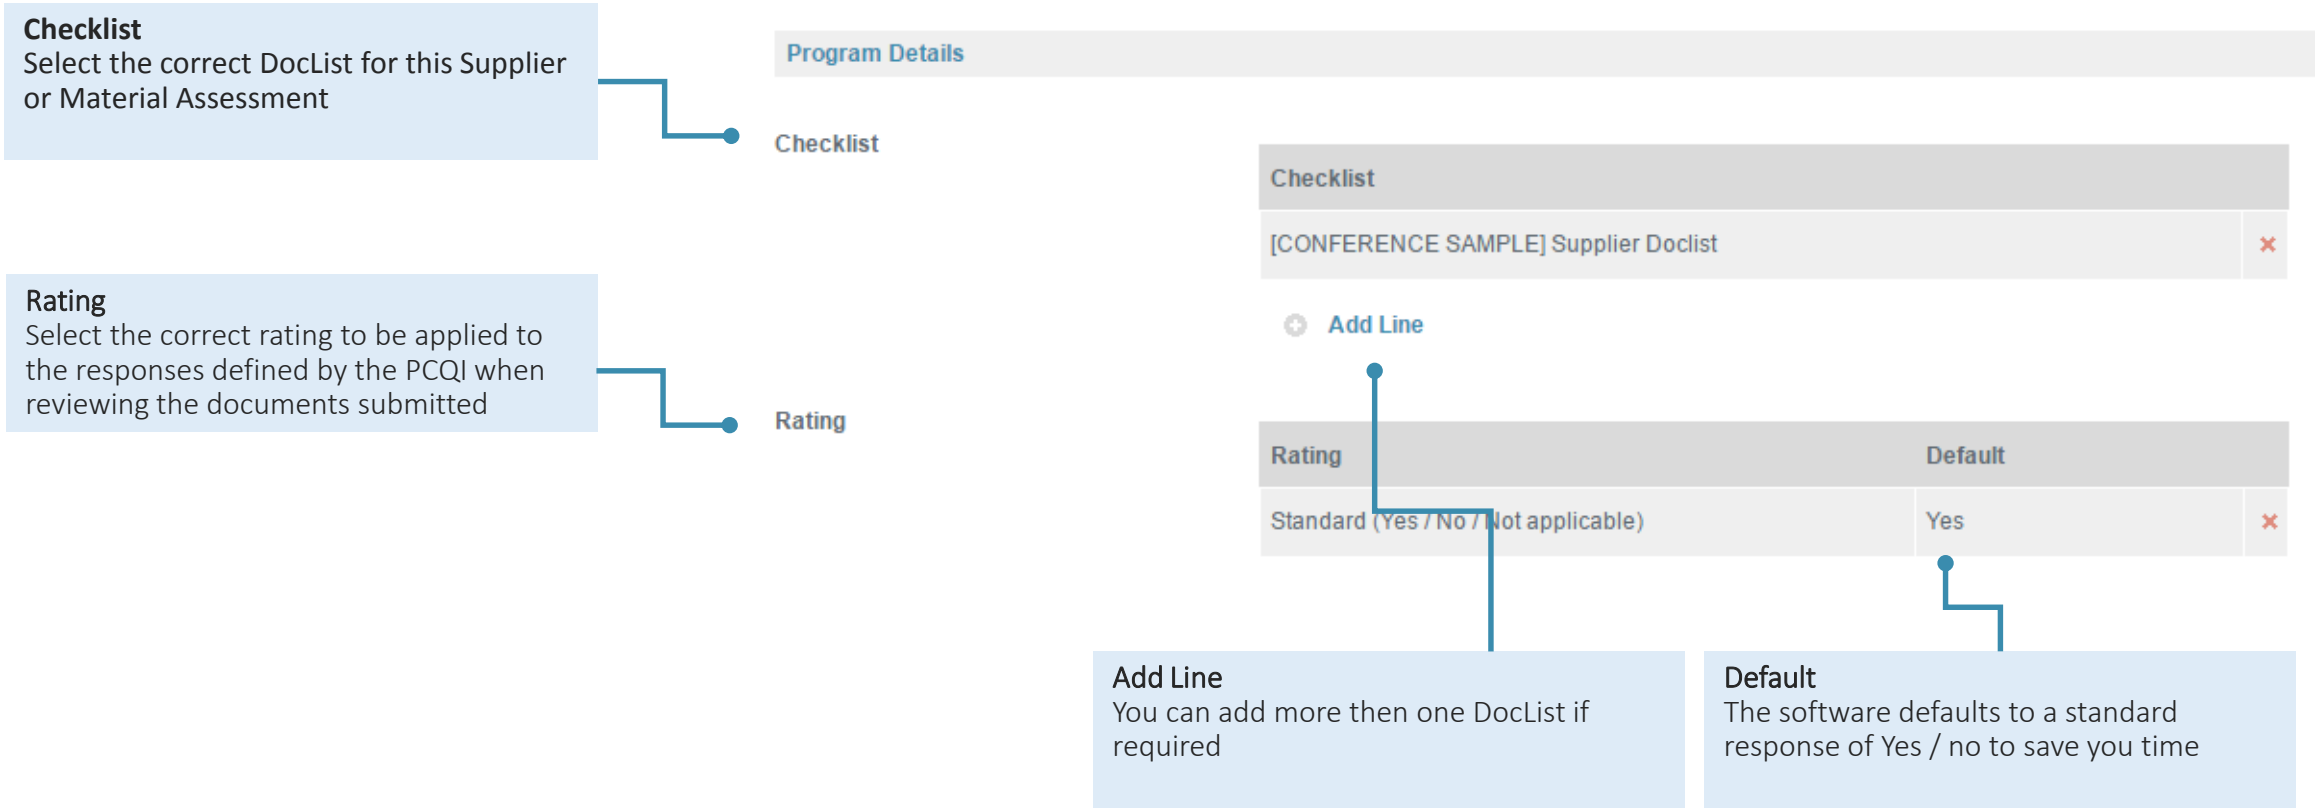 Checklist
Select the correct DocList for this Supplier
or Material Assessment
Program Details
Checklist
Checklist
[CONFERENCE SAMPLE] Supplier Doclist
Add Line
Rating
Select the correct rating to be applied to
the responses defined by the PCQI when
reviewing the documents submitted
Rating
Rating Default
Standard (Yes / No / Not applicable) Yes
Add Line
You can add more then one DocList if
required
Default
The software defaults to a standard
response of Yes / no to save you time